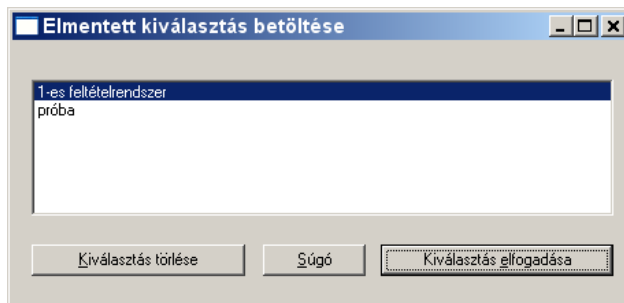 Elmentett kiválasztás betöltése
1-es feltételrendszer
próba
Kiválasztás törlése
Súgó
Kiválasztás elfogadása